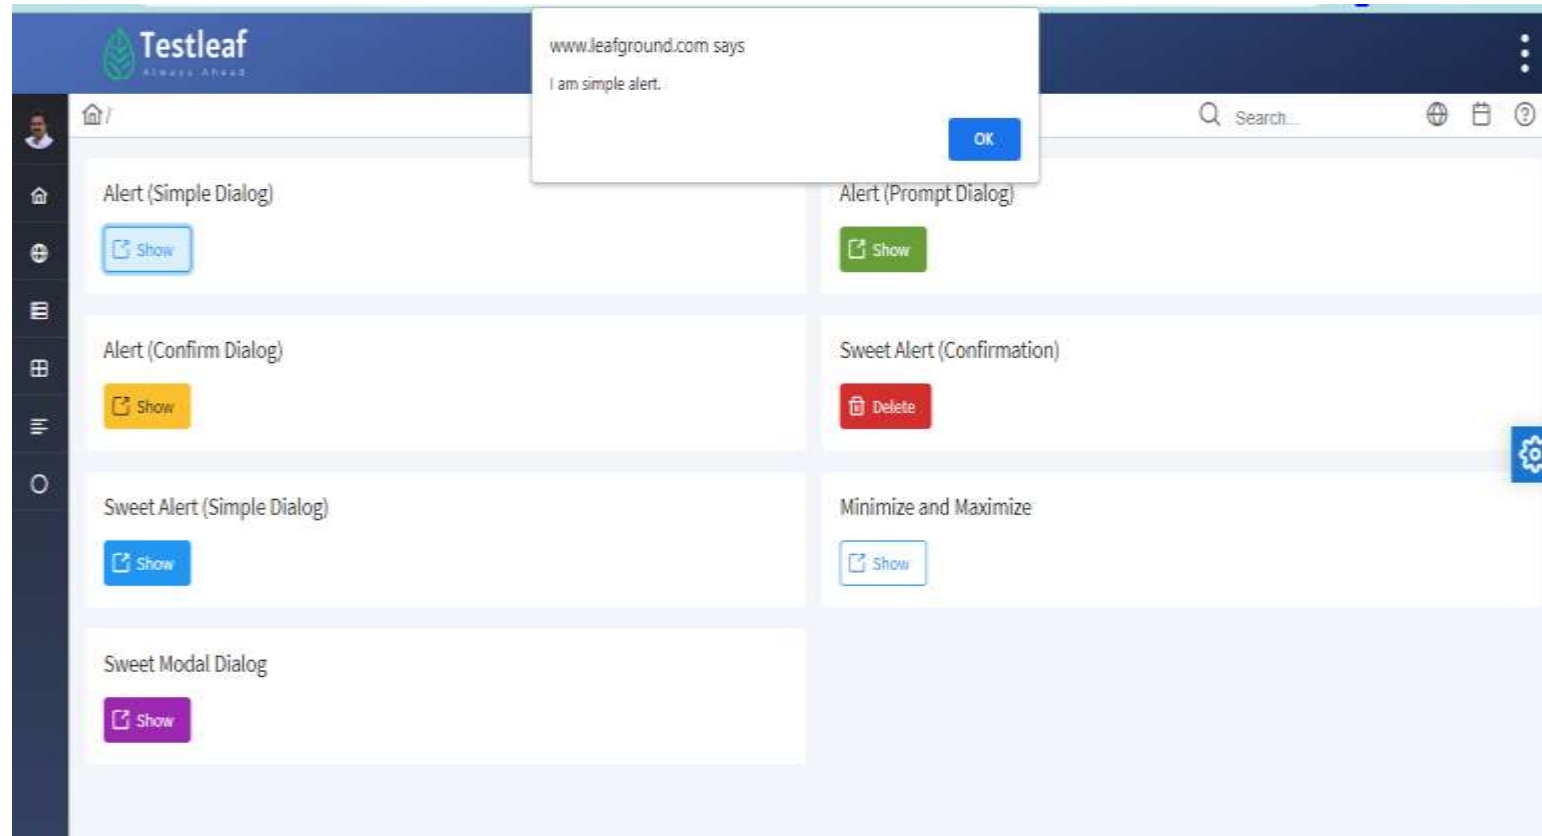 Testleaf
Always Ahead
www.leafground.com says
I am simple alert.
OK
/
Search...
Alert (Simple Dialog)
Show
Alert (Prompt Dialog)
Show
Alert (Confirm Dialog)
Show
Sweet Alert (Confirmation)
Delete
Sweet Alert (Simple Dialog)
Show
Minimize and Maximize
Show
Sweet Modal Dialog
Show